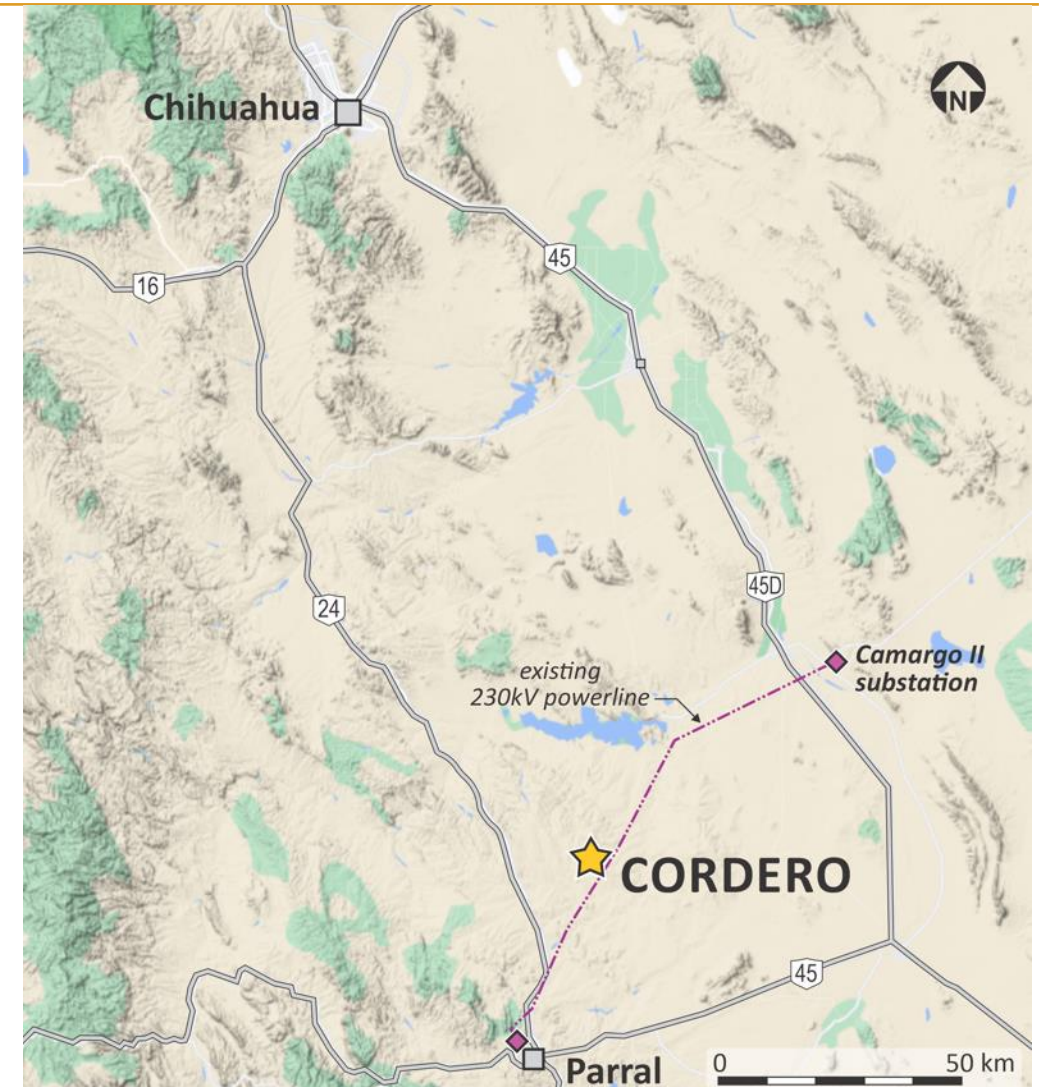 N
Chihuahua
45
16
45D
24
Camargo II
substation
existing
230kV powerline
CORDERO
45
0 50 km
Parral